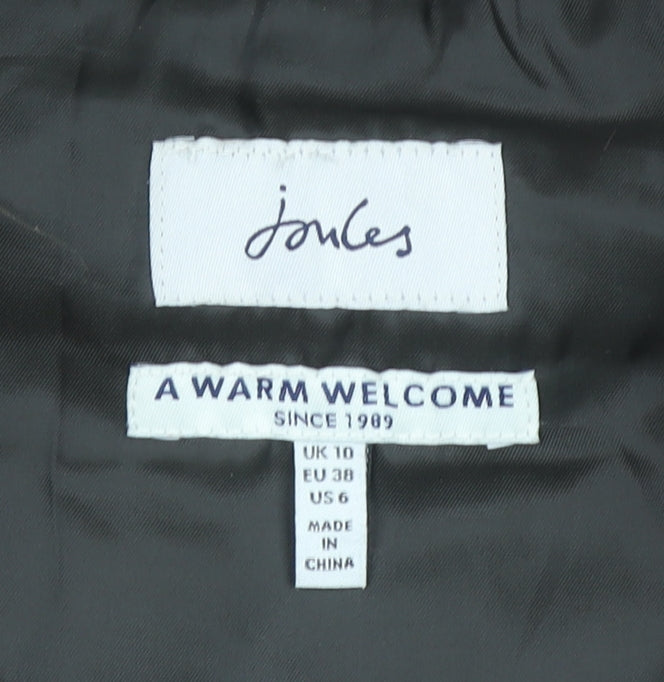 joules
A WARM WELCOME
SINCE 1989
UK 10
EU 38
US 6
MADE
IN
CHINA